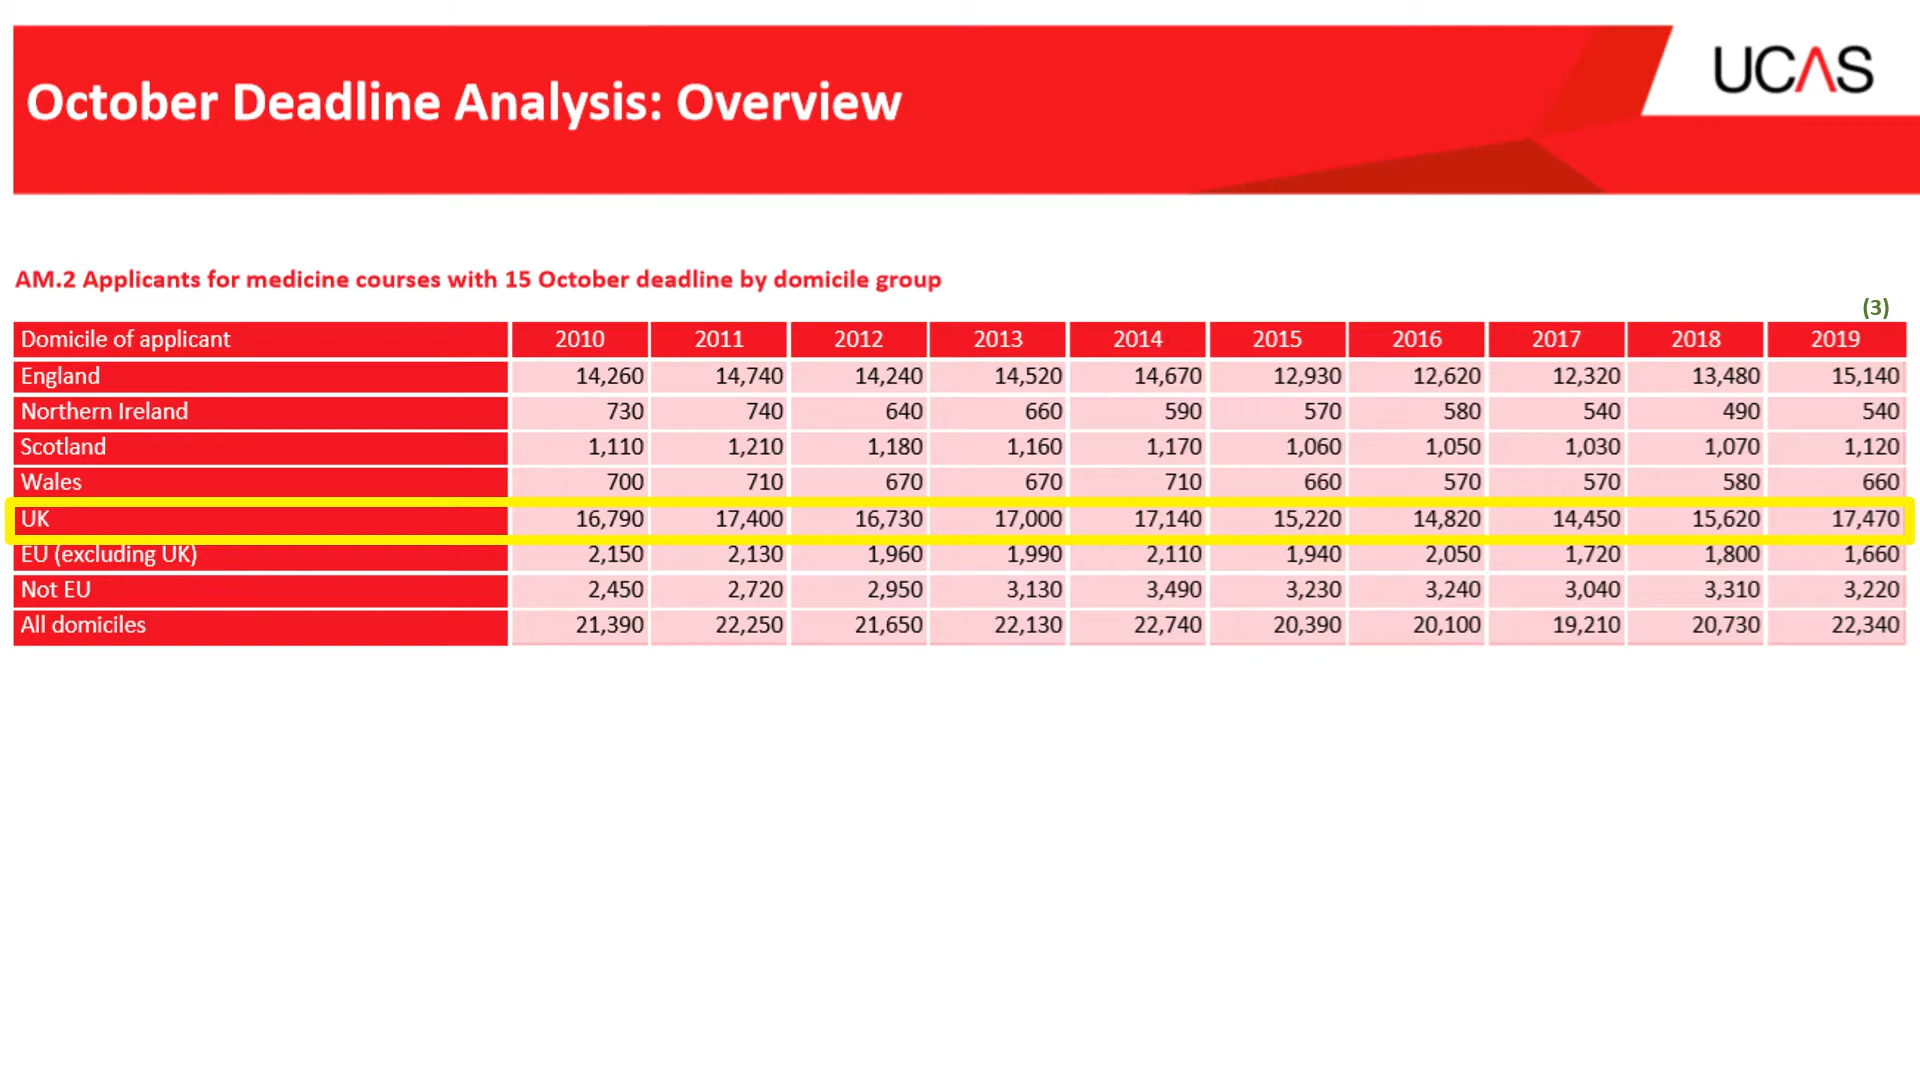 UCAS
October Deadline Analysis: Overview
AM.2 Applicants for medicine courses with 15 October deadline by domicile group
(3)
Domicile of applicant 2010 2011 2012 2013 2014 2015 2016 2017 2018 2019
England 14,260 14,740 14,240 14,520 14,670 12,930 12,620 12,320 13,480 15,140
Northern Ireland 730 740 640 660 590 570 580 540 490 540
Scotland 1,110 1,210 1,180 1,160 1,170 1,060 1,050 1,030 1,070 1,120
Wales 700 710 670 670 710 660 570 570 580 660
UK 16,790 17,400 16,730 17,000 17,140 15,220 14,820 14,450 15,620 17,470
EU (excluding UK) 2,150 2,130 1,960 1,990 2,110 1,940 2,050 1,720 1,800 1,660
Not EU 2,450 2,720 2,950 3,130 3,490 3,230 3,240 3,040 3,310 3,220
All domiciles 21,390 22,250 21,650 22,130 22,740 20,390 20,100 19,210 20,730 22,340